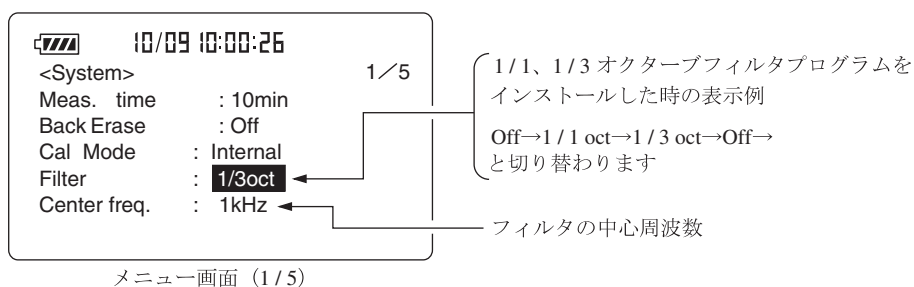 10/09 10:00:26
<System> 1／5
Meas. time : 10min
Back Erase : Off
Cal Mode : Internal
Filter : 1/3oct
Center freq. : 1kHz
メニュー画面（1 / 5）
1 / 1、1 / 3 オクターブフィルタプログラムを
インストールした時の表示例
Off→1 / 1 oct→1 / 3 oct→Off→
と切り替わります
フィルタの中心周波数